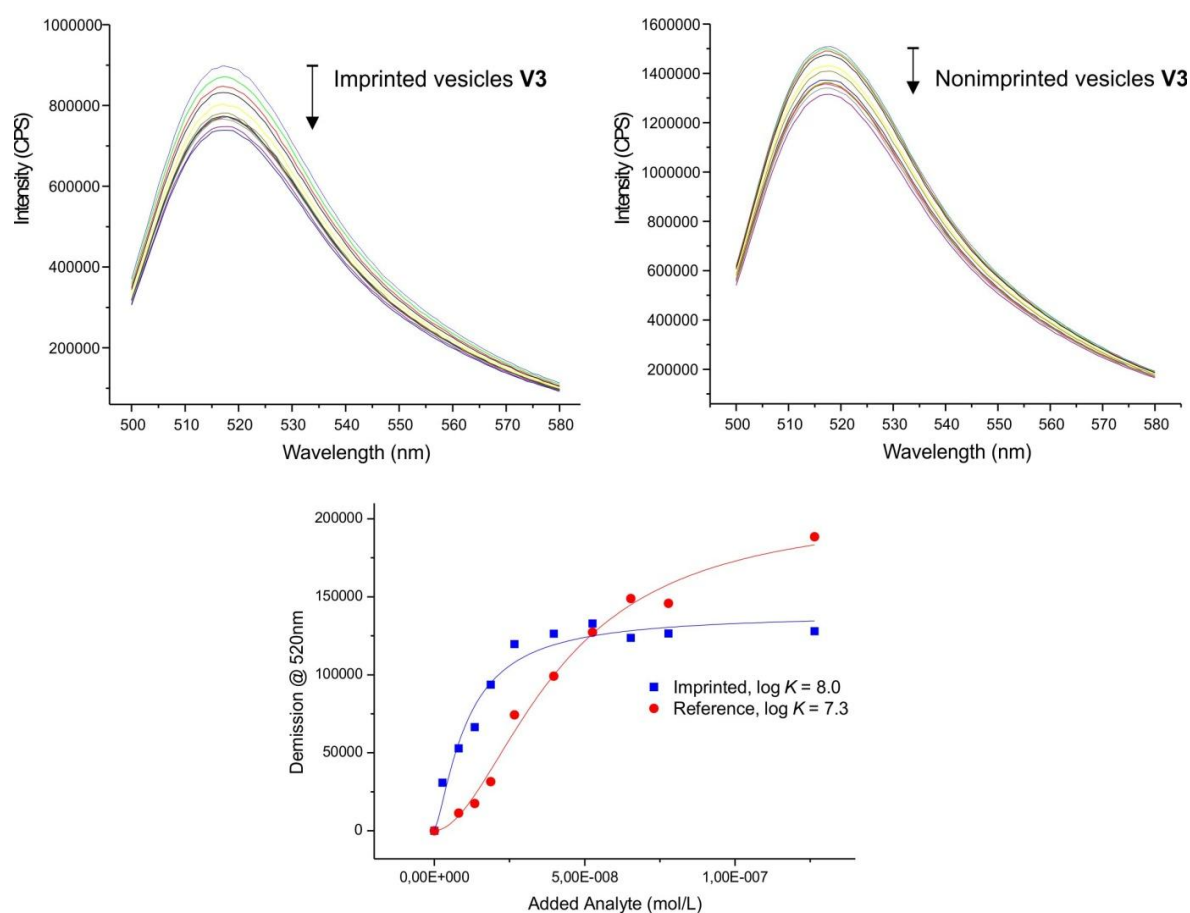 1000000
800000
600000
400000
200000
Intensity (CPS)
Imprinted vesicles V3
500 510 520 530 540 550 560 570 580
Wavelength (nm)
1600000
1400000
1200000
1000000
800000
600000
400000
200000
Intensity (CPS)
Nonimprinted vesicles V3
500 510 520 530 540 550 560 570 580
Wavelength (nm)
200000
150000
100000
50000
0
Demission @ 520nm
Imprinted, log K = 8.0
Reference, log K = 7.3
0,00E+000 5,00E-008 1,00E-007
Added Analyte (mol/L)